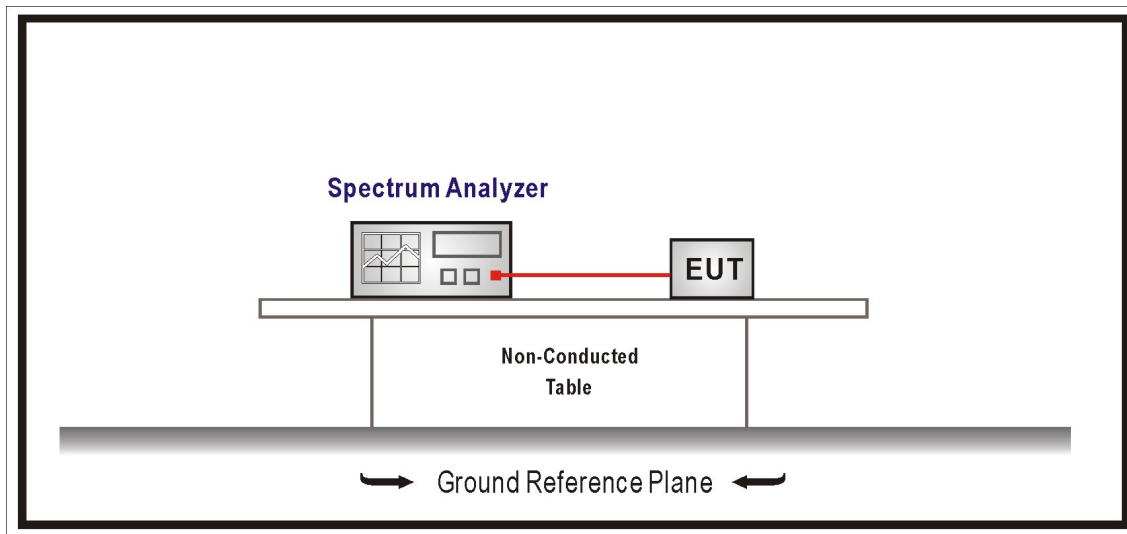 Spectrum Analyzer
EUT
Non-Conducted
Table
Ground Reference Plane